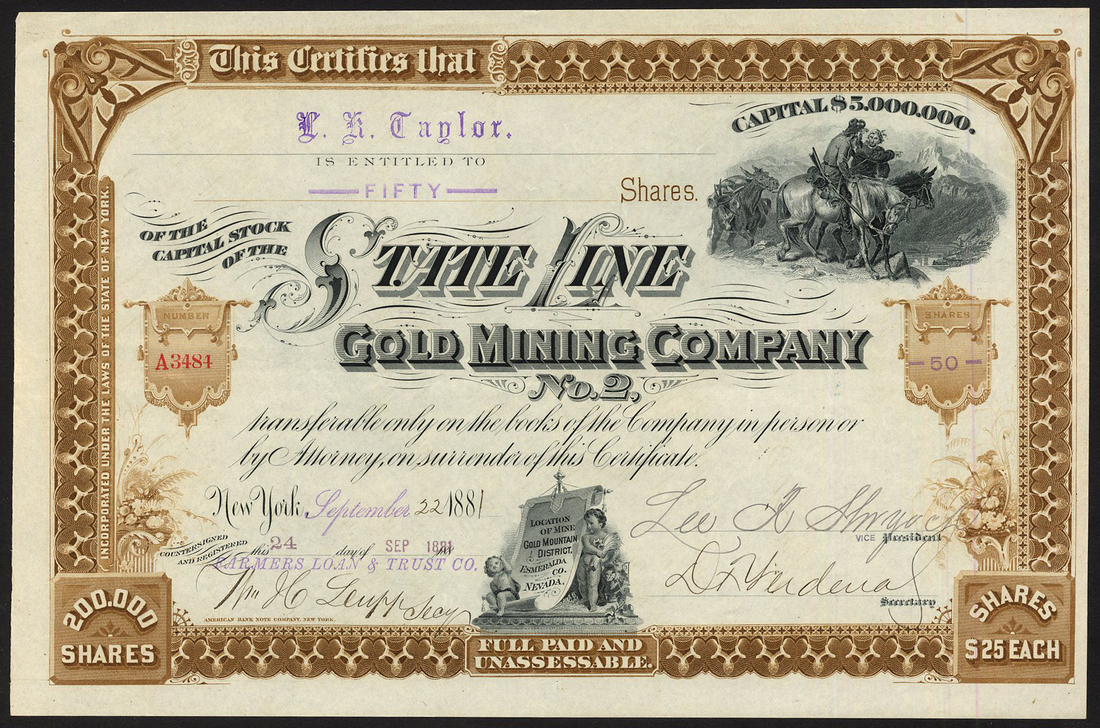 This Certifies that
CAPITAL $5.000.000.
L. K. Taylor.
IS ENTITLED TO
FIFTY Shares.
OF THE
CAPITAL STOCK
OF THE
STATE LINE
GOLD MINING COMPANY
No. 2,
INCORPORATED UNDER THE LAWS OF THE STATE OF NEW YORK.
NUMBER
A3484
SHARES
50
transferable only on the books of the Company in person or
by Attorney, on surrender of this Certificate.
New York September 22 1881
COUNTERSIGNED
AND REGISTERED
this 24 day of SEP 1881
FARMERS LOAN & TRUST CO.
Wm H Leupp Secy
AMERICAN BANK NOTE COMPANY, NEW YORK.
LOCATION
OF MINE
GOLD MOUNTAIN
DISTRICT,
ESMERALDA
CO.
NEVADA.
Lee
VICE President
Secretary
200.000
SHARES
FULL PAID AND
UNASSESSABLE.
SHARES
$25 EACH